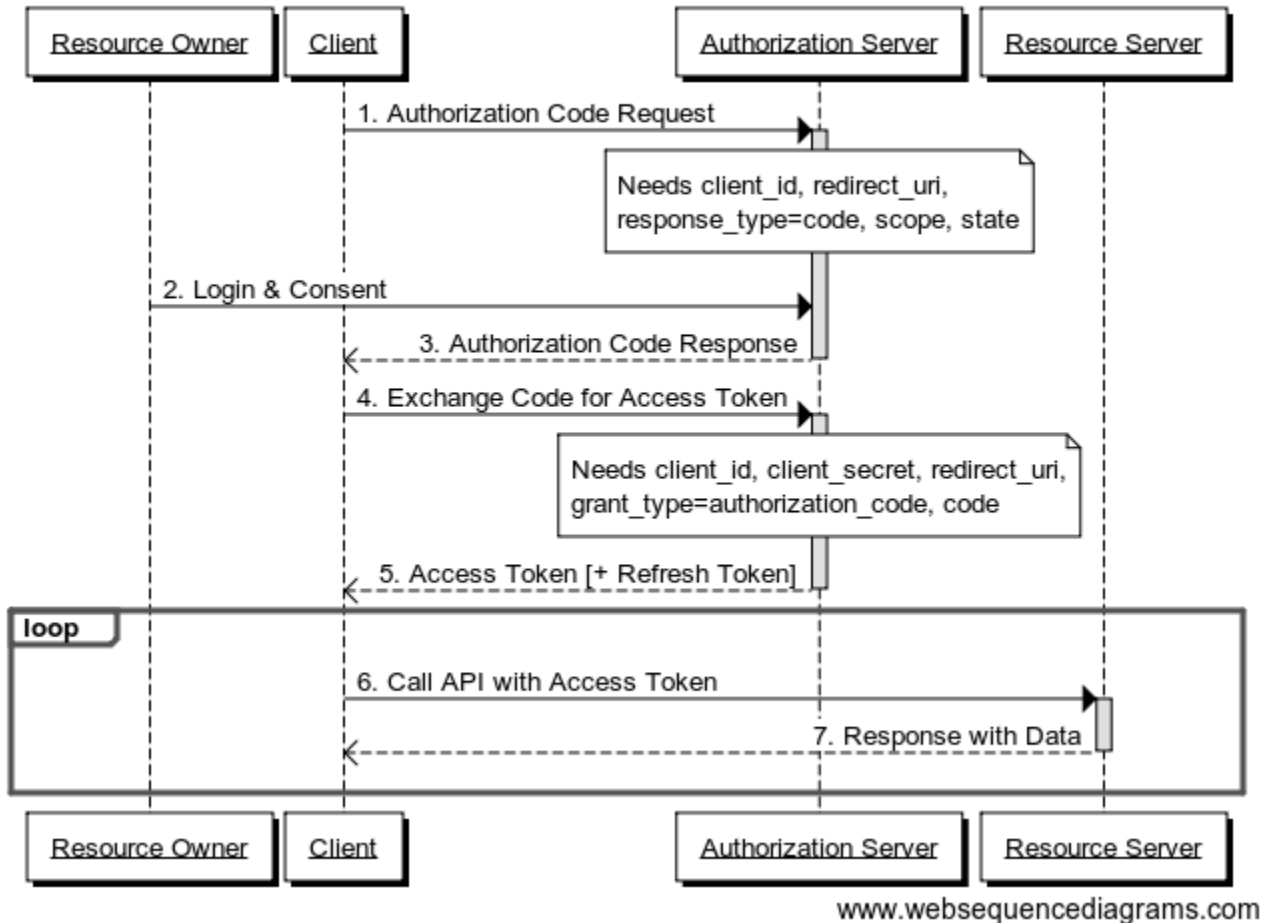 Resource Owner
Client
Authorization Server
Resource Server
1. Authorization Code Request
Needs client_id, redirect_uri,
response_type=code, scope, state
2. Login & Consent
3. Authorization Code Response
4. Exchange Code for Access Token
Needs client_id, client_secret, redirect_uri,
grant_type=authorization_code, code
5. Access Token [+ Refresh Token]
loop
6. Call API with Access Token
7. Response with Data
Resource Owner
Client
Authorization Server
Resource Server
www.websequencediagrams.com